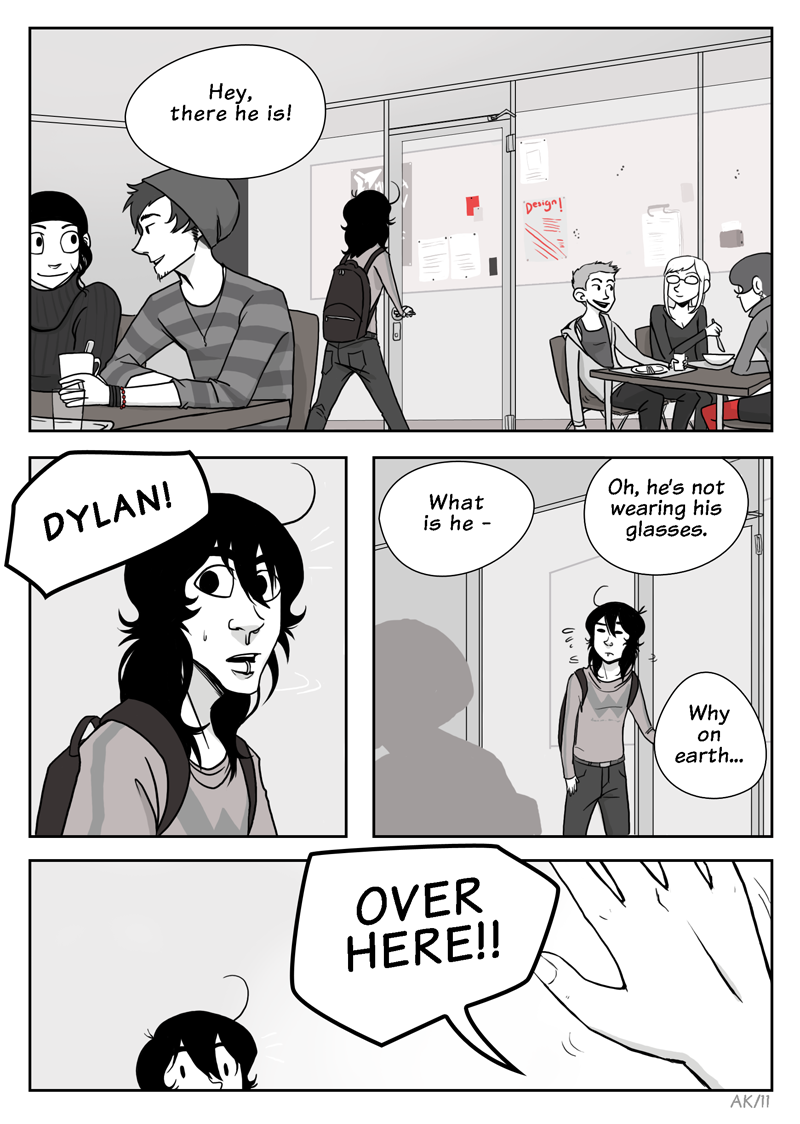 Hey,
there he is!
Design!
DYLAN!
What
is he -
Oh, he's not
wearing his
glasses.
Why
on
earth...
OVER
HERE!!
AK/11